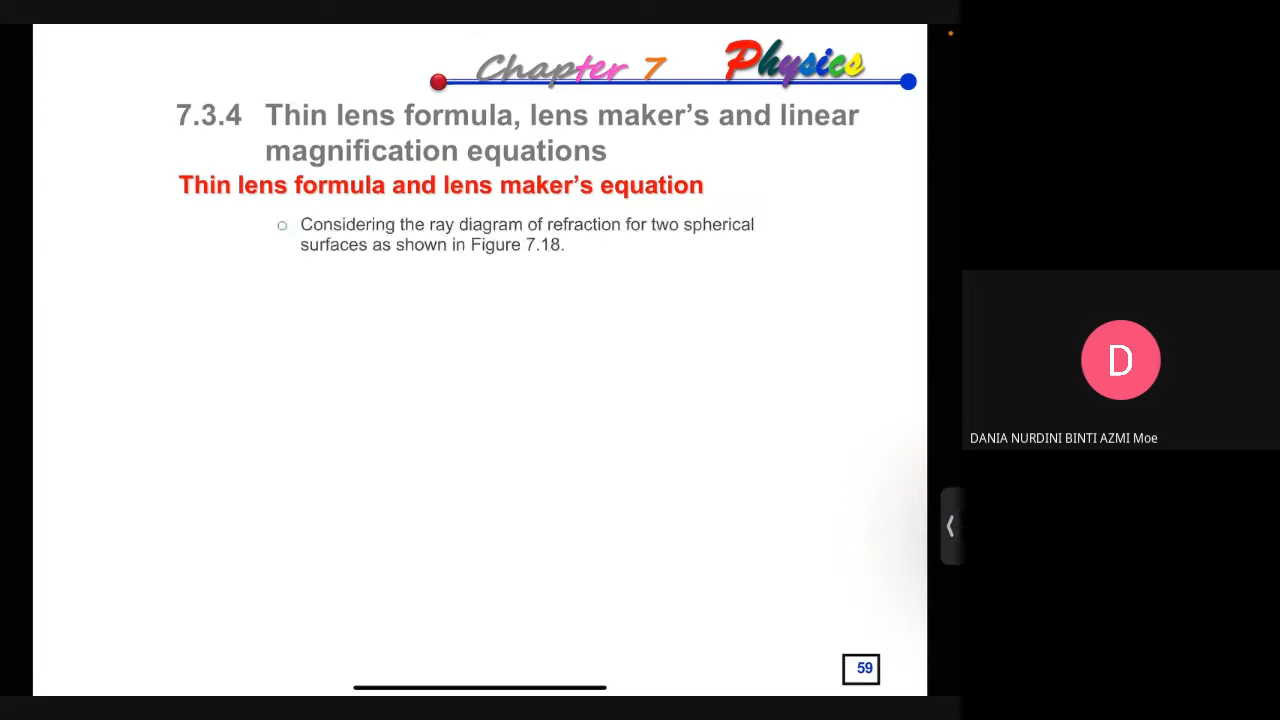 Chapter 7 Physics
7.3.4 Thin lens formula, lens maker’s and linear
magnification equations
Thin lens formula and lens maker’s equation
Considering the ray diagram of refraction for two spherical
surfaces as shown in Figure 7.18.
D
DANIA NURDINI BINTI AZMI Moe
59